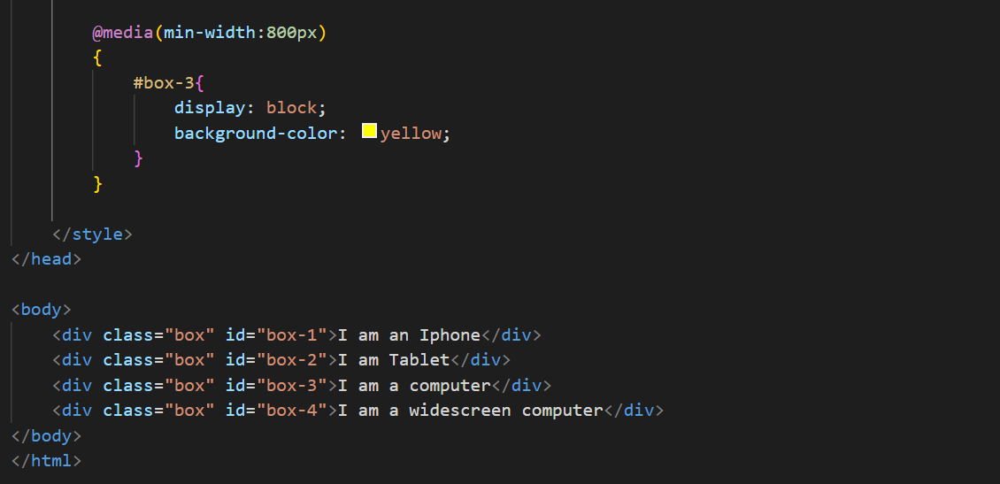 @media(min-width:800px)
{
#box-3{
display: block;
background-color: yellow;
}
}
</style>
</head>
<body>
<div class="box" id="box-1">I am an Iphone</div>
<div class="box" id="box-2">I am Tablet</div>
<div class="box" id="box-3">I am a computer</div>
<div class="box" id="box-4">I am a widescreen computer</div>
</body>
</html>